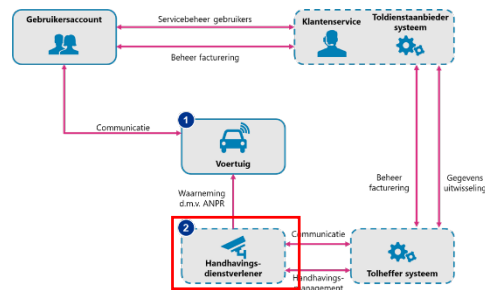 Gebruikersaccount
Servicebeheer gebruikers
Beheer facturering
Klantenservice
Toldienstaanbieder
systeem
Communicatie
1
Voertuig
Waarneming
d.m.v. ANPR
Beheer
facturering
Gegevens
uitwisseling
2
Handhavings-
dienstverlener
Communicatie
Handhavings-
management
Tolheffer systeem